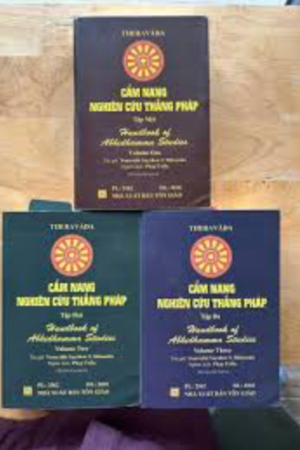 THERAVĀDA
CẨM NANG
NGHIÊN CỨU THẮNG PHÁP
Tập Một
Handbook of
Abhidhamma Studies
Volume One
NHÀ XUẤT BẢN TÔN GIÁO
THERAVĀDA
CẨM NANG
NGHIÊN CỨU THẮNG PHÁP
Tập Hai
Handbook of
Abhidhamma Studies
Volume Two
NHÀ XUẤT BẢN TÔN GIÁO
THERAVĀDA
CẨM NANG
NGHIÊN CỨU THẮNG PHÁP
Tập Ba
Handbook of
Abhidhamma Studies
Volume Three
NHÀ XUẤT BẢN TÔN GIÁO